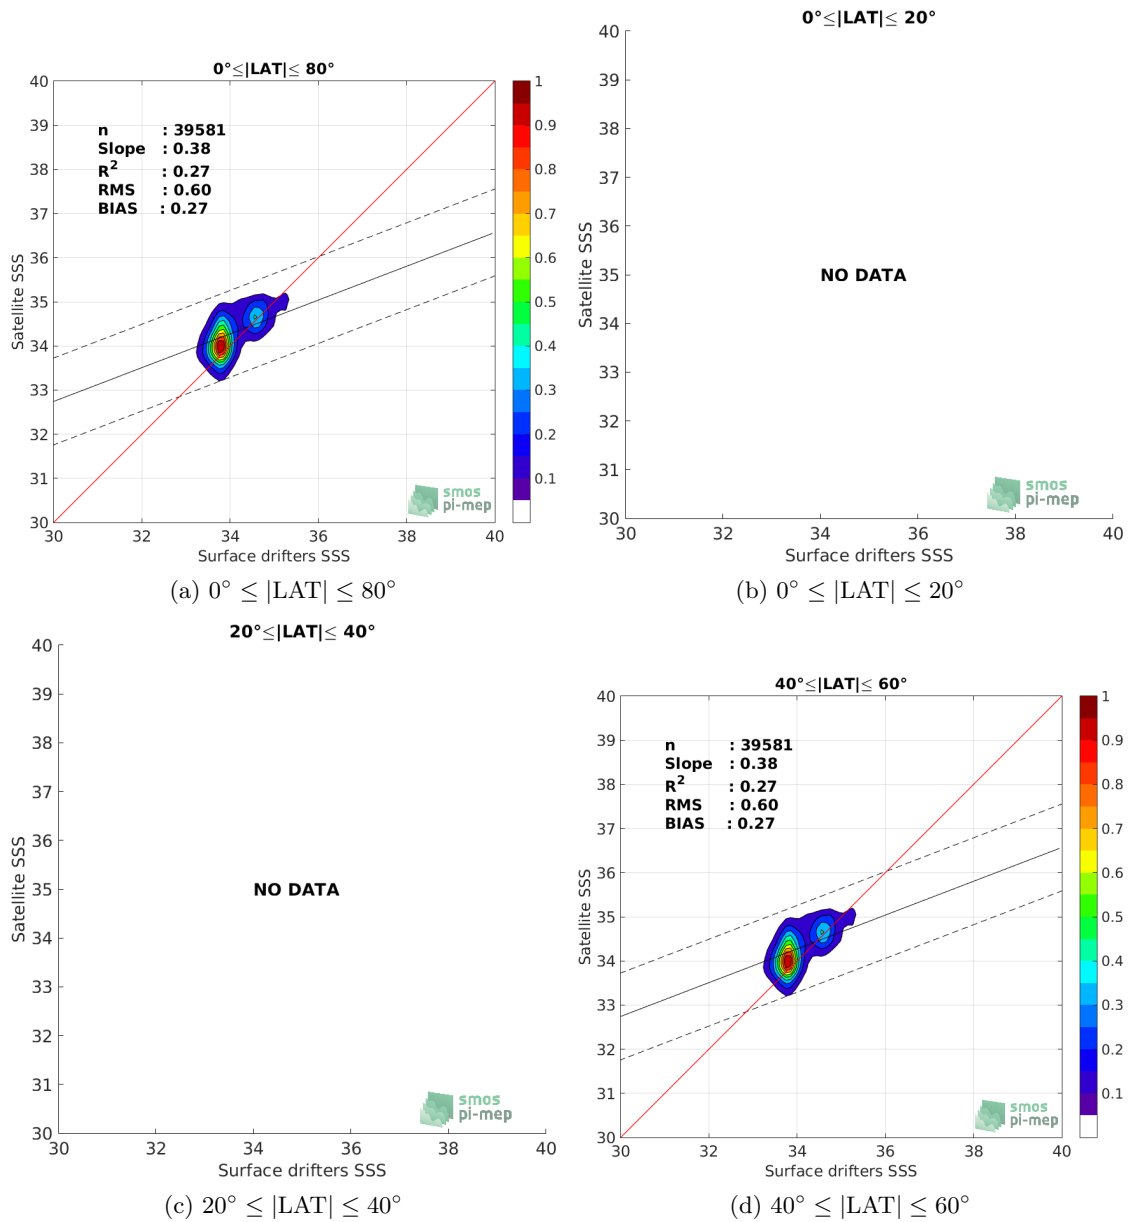 0°≤|LAT|≤ 80°
40
39
38
37
36
35
34
33
32
31
30
Satellite SSS
n : 39581
Slope : 0.38
R² : 0.27
RMS : 0.60
BIAS : 0.27
smos
pi-mep
30 32 34 36 38 40
Surface drifters SSS
1
0.9
0.8
0.7
0.6
0.5
0.4
0.3
0.2
0.1
(a) 0° ≤ |LAT| ≤ 80°
0°≤|LAT|≤ 20°
40
39
38
37
36
35
34
33
32
31
30
Satellite SSS
NO DATA
smos
pi-mep
30 32 34 36 38 40
Surface drifters SSS
(b) 0° ≤ |LAT| ≤ 20°
20°≤|LAT|≤ 40°
40
39
38
37
36
35
34
33
32
31
30
Satellite SSS
NO DATA
smos
pi-mep
30 32 34 36 38 40
Surface drifters SSS
(c) 20° ≤ |LAT| ≤ 40°
40°≤|LAT|≤ 60°
40
39
38
37
36
35
34
33
32
31
30
Satellite SSS
n : 39581
Slope : 0.38
R² : 0.27
RMS : 0.60
BIAS : 0.27
smos
pi-mep
30 32 34 36 38 40
Surface drifters SSS
1
0.9
0.8
0.7
0.6
0.5
0.4
0.3
0.2
0.1
(d) 40° ≤ |LAT| ≤ 60°